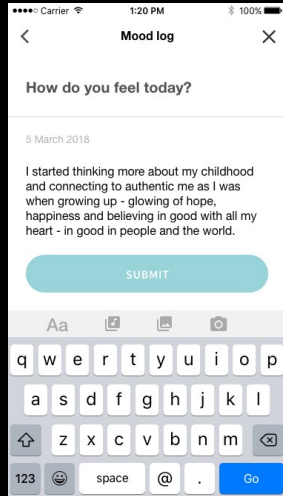 Carrier 1:20 PM 100%
Mood log
How do you feel today?
5 March 2018
I started thinking more about my childhood
and connecting to authentic me as I was
when growing up - glowing of hope,
happiness and believing in good with all my
heart - in good in people and the world.
SUBMIT
Aa
q w e r t y u i o p
a s d f g h j k l
z x c v b n m
123 space @ . Go